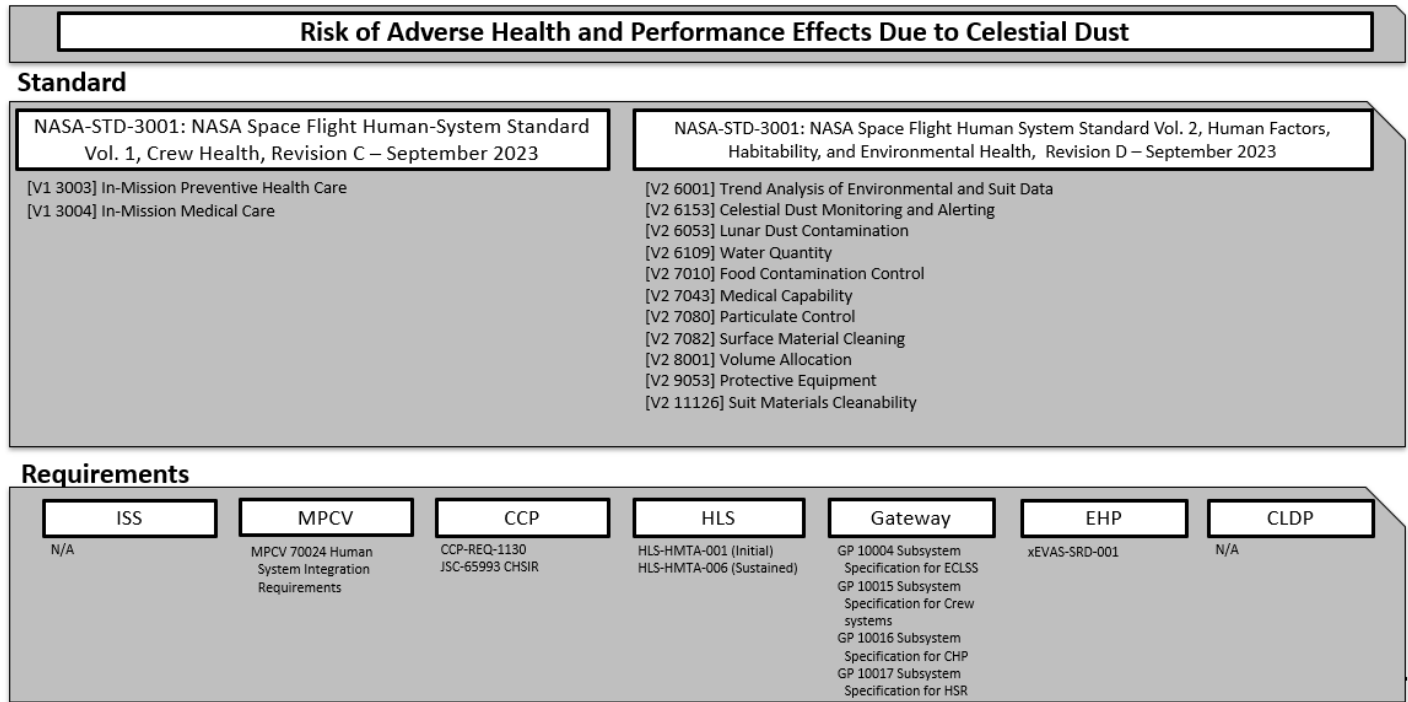 Risk of Adverse Health and Performance Effects Due to Celestial Dust
Standard
NASA-STD-3001: NASA Space Flight Human-System Standard
Vol. 1, Crew Health, Revision C – September 2023
[V1 3003] In-Mission Preventive Health Care
[V1 3004] In-Mission Medical Care
NASA-STD-3001: NASA Space Flight Human System Standard Vol. 2, Human Factors,
Habitability, and Environmental Health, Revision D – September 2023
[V2 6001] Trend Analysis of Environmental and Suit Data
[V2 6153] Celestial Dust Monitoring and Alerting
[V2 6053] Lunar Dust Contamination
[V2 6109] Water Quantity
[V2 7010] Food Contamination Control
[V2 7043] Medical Capability
[V2 7080] Particulate Control
[V2 7082] Surface Material Cleaning
[V2 8001] Volume Allocation
[V2 9053] Protective Equipment
[V2 11126] Suit Materials Cleanability
Requirements
ISS
N/A
MPCV
MPCV 70024 Human
System Integration
Requirements
CCP
CCP-REQ-1130
JSC-65993 CHSIR
HLS
HLS-HMTA-001 (Initial)
HLS-HMTA-006 (Sustained)
Gateway
GP 10004 Subsystem
Specification for ECLSS
GP 10015 Subsystem
Specification for Crew
systems
GP 10016 Subsystem
Specification for CHP
GP 10017 Subsystem
Specification for HSR
EHP
xEVAS-SRD-001
CLDP
N/A